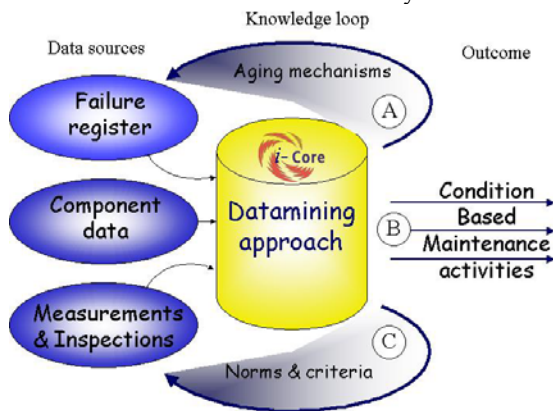 Knowledge loop
Data sources
Outcome
Aging mechanisms
A
Failure
register
i-Core
Component
data
Datamining
approach
B
Condition
Based
Maintenance
activities
Measurements
& Inspections
C
Norms & criteria